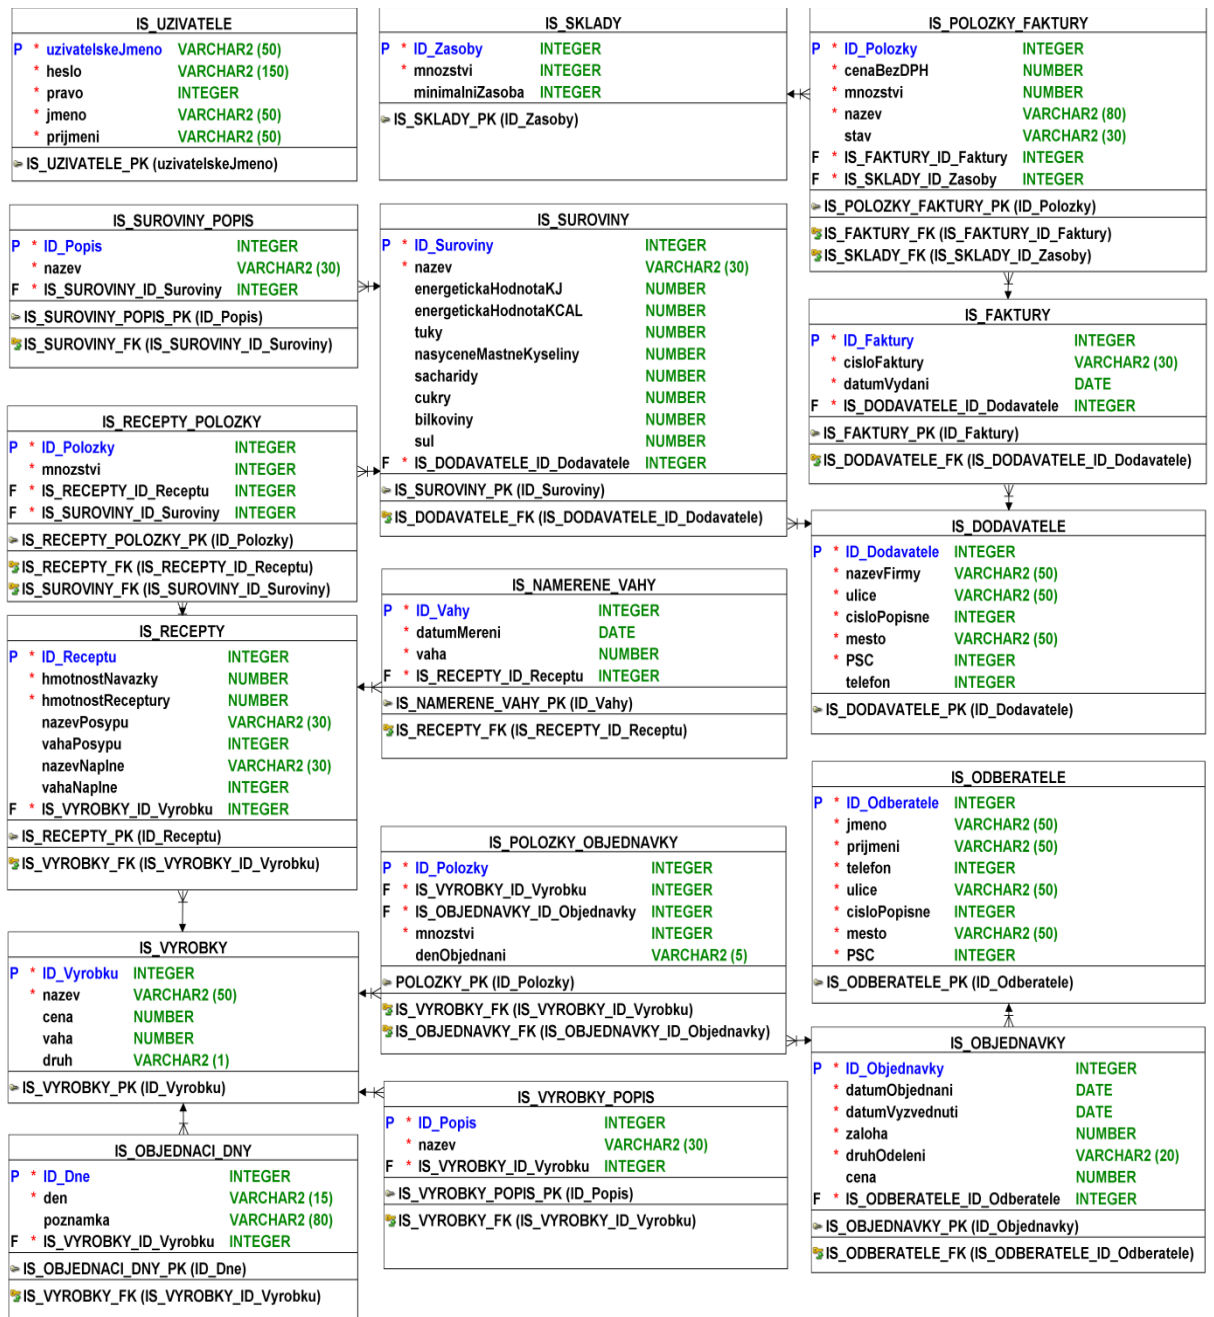 IS_UZIVATELE
P * uzivatelskeJmeno VARCHAR2 (50)
* heslo VARCHAR2 (150)
* pravo INTEGER
* jmeno VARCHAR2 (50)
* prijmeni VARCHAR2 (50)
IS_UZIVATELE_PK (uzivatelskeJmeno)
IS_SKLADY
P * ID_Zasoby INTEGER
* mnozstvi INTEGER
minimalniZasoba INTEGER
IS_SKLADY_PK (ID_Zasoby)
IS_POLOZKY_FAKTURY
P * ID_Polozky INTEGER
* cenaBezDPH NUMBER
* mnozstvi NUMBER
* nazev VARCHAR2 (80)
stav VARCHAR2 (30)
F * IS_FAKTURY_ID_Faktury INTEGER
F * IS_SKLADY_ID_Zasoby INTEGER
IS_POLOZKY_FAKTURY_PK (ID_Polozky)
IS_FAKTURY_FK (IS_FAKTURY_ID_Faktury)
IS_SKLADY_FK (IS_SKLADY_ID_Zasoby)
IS_SUROVINY_POPIS
P * ID_Popis INTEGER
* nazev VARCHAR2 (30)
F * IS_SUROVINY_ID_Suroviny INTEGER
IS_SUROVINY_POPIS_PK (ID_Popis)
IS_SUROVINY_FK (IS_SUROVINY_ID_Suroviny)
IS_SUROVINY
P * ID_Suroviny INTEGER
* nazev VARCHAR2 (30)
energetickaHodnotaKJ NUMBER
energetickaHodnotaKCAL NUMBER
tuky NUMBER
nasyceneMastneKyseliny NUMBER
sacharidy NUMBER
cukry NUMBER
bilkoviny NUMBER
sul NUMBER
F * IS_DODAVATELE_ID_Dodavatele INTEGER
IS_SUROVINY_PK (ID_Suroviny)
IS_DODAVATELE_FK (IS_DODAVATELE_ID_Dodavatele)
IS_FAKTURY
P * ID_Faktury INTEGER
* cisloFaktury VARCHAR2 (30)
* datumVydani DATE
F * IS_DODAVATELE_ID_Dodavatele INTEGER
IS_FAKTURY_PK (ID_Faktury)
IS_DODAVATELE_FK (IS_DODAVATELE_ID_Dodavatele)
IS_RECEPTY_POLOZKY
P * ID_Polozky INTEGER
* mnozstvi INTEGER
F * IS_RECEPTY_ID_Receptu INTEGER
F * IS_SUROVINY_ID_Suroviny INTEGER
IS_RECEPTY_POLOZKY_PK (ID_Polozky)
IS_RECEPTY_FK (IS_RECEPTY_ID_Receptu)
IS_SUROVINY_FK (IS_SUROVINY_ID_Suroviny)
IS_DODAVATELE
P * ID_Dodavatele INTEGER
* nazevFirmy VARCHAR2 (50)
* ulice VARCHAR2 (50)
* cisloPopisne INTEGER
* mesto VARCHAR2 (50)
* PSC INTEGER
telefon INTEGER
IS_DODAVATELE_PK (ID_Dodavatele)
IS_NAMERENE_VAHY
P * ID_Vahy INTEGER
* datumMereni DATE
* vaha NUMBER
F * IS_RECEPTY_ID_Receptu INTEGER
IS_NAMERENE_VAHY_PK (ID_Vahy)
IS_RECEPTY_FK (IS_RECEPTY_ID_Receptu)
IS_RECEPTY
P * ID_Receptu INTEGER
* hmotnostNavazky NUMBER
* hmotnostReceptury NUMBER
nazevPosypu VARCHAR2 (30)
vahaPosypu INTEGER
nazevNaplne VARCHAR2 (30)
vahaNaplne INTEGER
F * IS_VYROBKY_ID_Vyrobku INTEGER
IS_RECEPTY_PK (ID_Receptu)
IS_VYROBKY_FK (IS_VYROBKY_ID_Vyrobku)
IS_ODBERATELE
P * ID_Odberatele INTEGER
* jmeno VARCHAR2 (50)
* prijmeni VARCHAR2 (50)
* telefon INTEGER
* ulice VARCHAR2 (50)
* cisloPopisne INTEGER
* mesto VARCHAR2 (50)
* PSC INTEGER
IS_ODBERATELE_PK (ID_Odberatele)
IS_POLOZKY_OBJEDNAVKY
P * ID_Polozky INTEGER
F * IS_VYROBKY_ID_Vyrobku INTEGER
F * IS_OBJEDNAVKY_ID_Objednavky INTEGER
* mnozstvi INTEGER
denObjednani VARCHAR2 (5)
POLOZKY_PK (ID_Polozky)
IS_VYROBKY_FK (IS_VYROBKY_ID_Vyrobku)
IS_OBJEDNAVKY_FK (IS_OBJEDNAVKY_ID_Objednavky)
IS_VYROBKY
P * ID_Vyrobku INTEGER
* nazev VARCHAR2 (50)
cena NUMBER
vaha NUMBER
druh VARCHAR2 (1)
IS_VYROBKY_PK (ID_Vyrobku)
IS_OBJEDNAVKY
P * ID_Objednavky INTEGER
* datumObjednani DATE
* datumVyzvednuti DATE
* zaloha NUMBER
* druhOdeleni VARCHAR2 (20)
cena NUMBER
F * IS_ODBERATELE_ID_Odberatele INTEGER
IS_OBJEDNAVKY_PK (ID_Objednavky)
IS_ODBERATELE_FK (IS_ODBERATELE_ID_Odberatele)
IS_VYROBKY_POPIS
P * ID_Popis INTEGER
* nazev VARCHAR2 (30)
F * IS_VYROBKY_ID_Vyrobku INTEGER
IS_VYROBKY_POPIS_PK (ID_Popis)
IS_VYROBKY_FK (IS_VYROBKY_ID_Vyrobku)
IS_OBJEDNACI_DNY
P * ID_Dne INTEGER
* den VARCHAR2 (15)
poznamka VARCHAR2 (80)
F * IS_VYROBKY_ID_Vyrobku INTEGER
IS_OBJEDNACI_DNY_PK (ID_Dne)
IS_VYROBKY_FK (IS_VYROBKY_ID_Vyrobku)